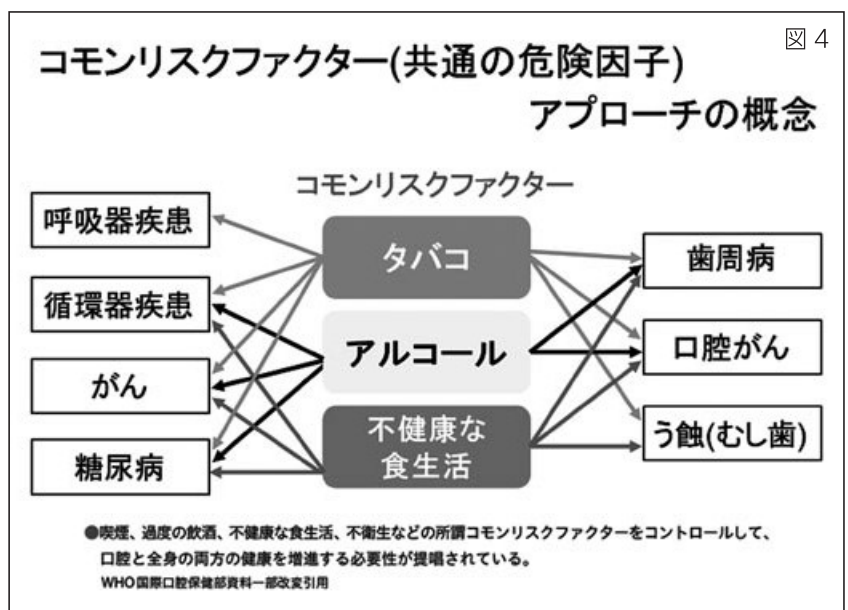 図 4
コモンリスクファクター(共通の危険因子)
アプローチの概念
コモンリスクファクター
呼吸器疾患
循環器疾患
がん
糖尿病
タバコ
アルコール
不健康な
食生活
歯周病
口腔がん
う蝕(むし歯)
●喫煙、過度の飲酒、不健康な食生活、不衛生などの所謂コモンリスクファクターをコントロールして、
口腔と全身の両方の健康を増進する必要性が提唱されている。
WHO国際口腔保健部資料一部改変引用